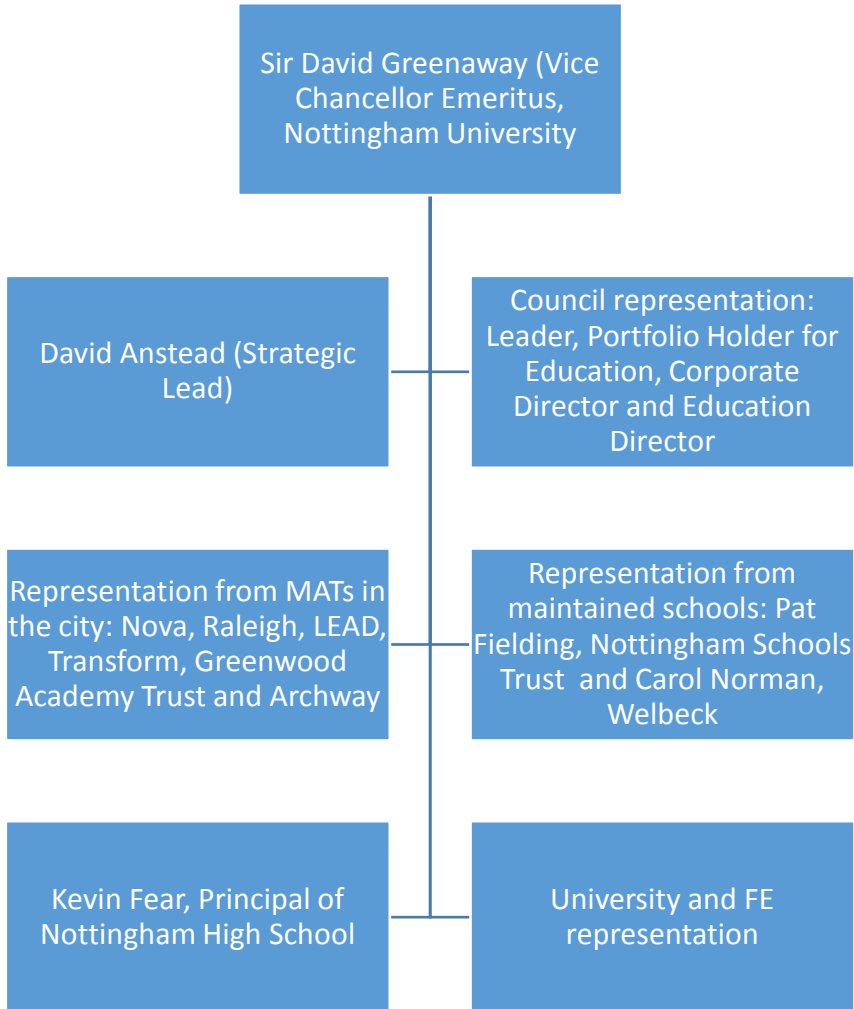 Sir David Greenaway (Vice
Chancellor Emeritus,
Nottingham University
David Anstead (Strategic
Lead)
Council representation:
Leader, Portfolio Holder for
Education, Corporate
Director and Education
Director
Representation from MATs in
the city: Nova, Raleigh, LEAD,
Transform, Greenwood
Academy Trust and Archway
Representation from
maintained schools: Pat
Fielding, Nottingham Schools
Trust  and Carol Norman,
Welbeck
Kevin Fear, Principal of
Nottingham High School
University and FE
representation